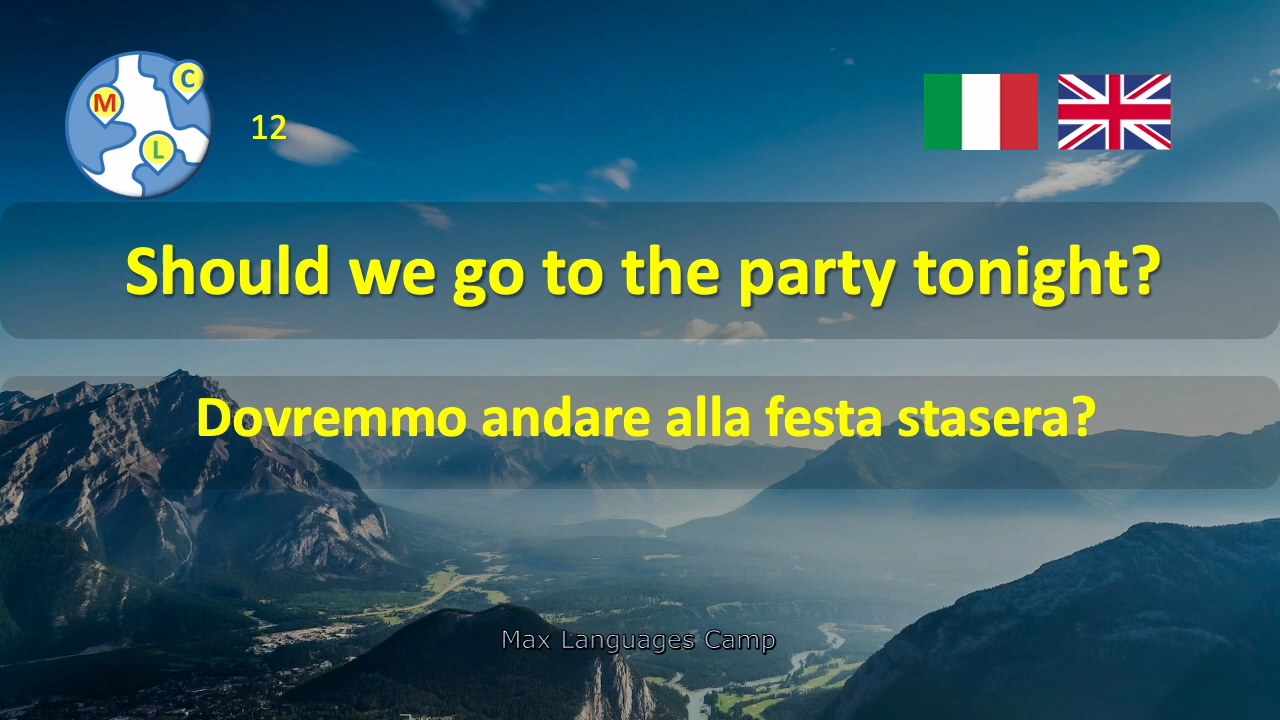 M
C
L
12
Should we go to the party tonight?
Dovremmo andare alla festa stasera?
Max Languages Camp